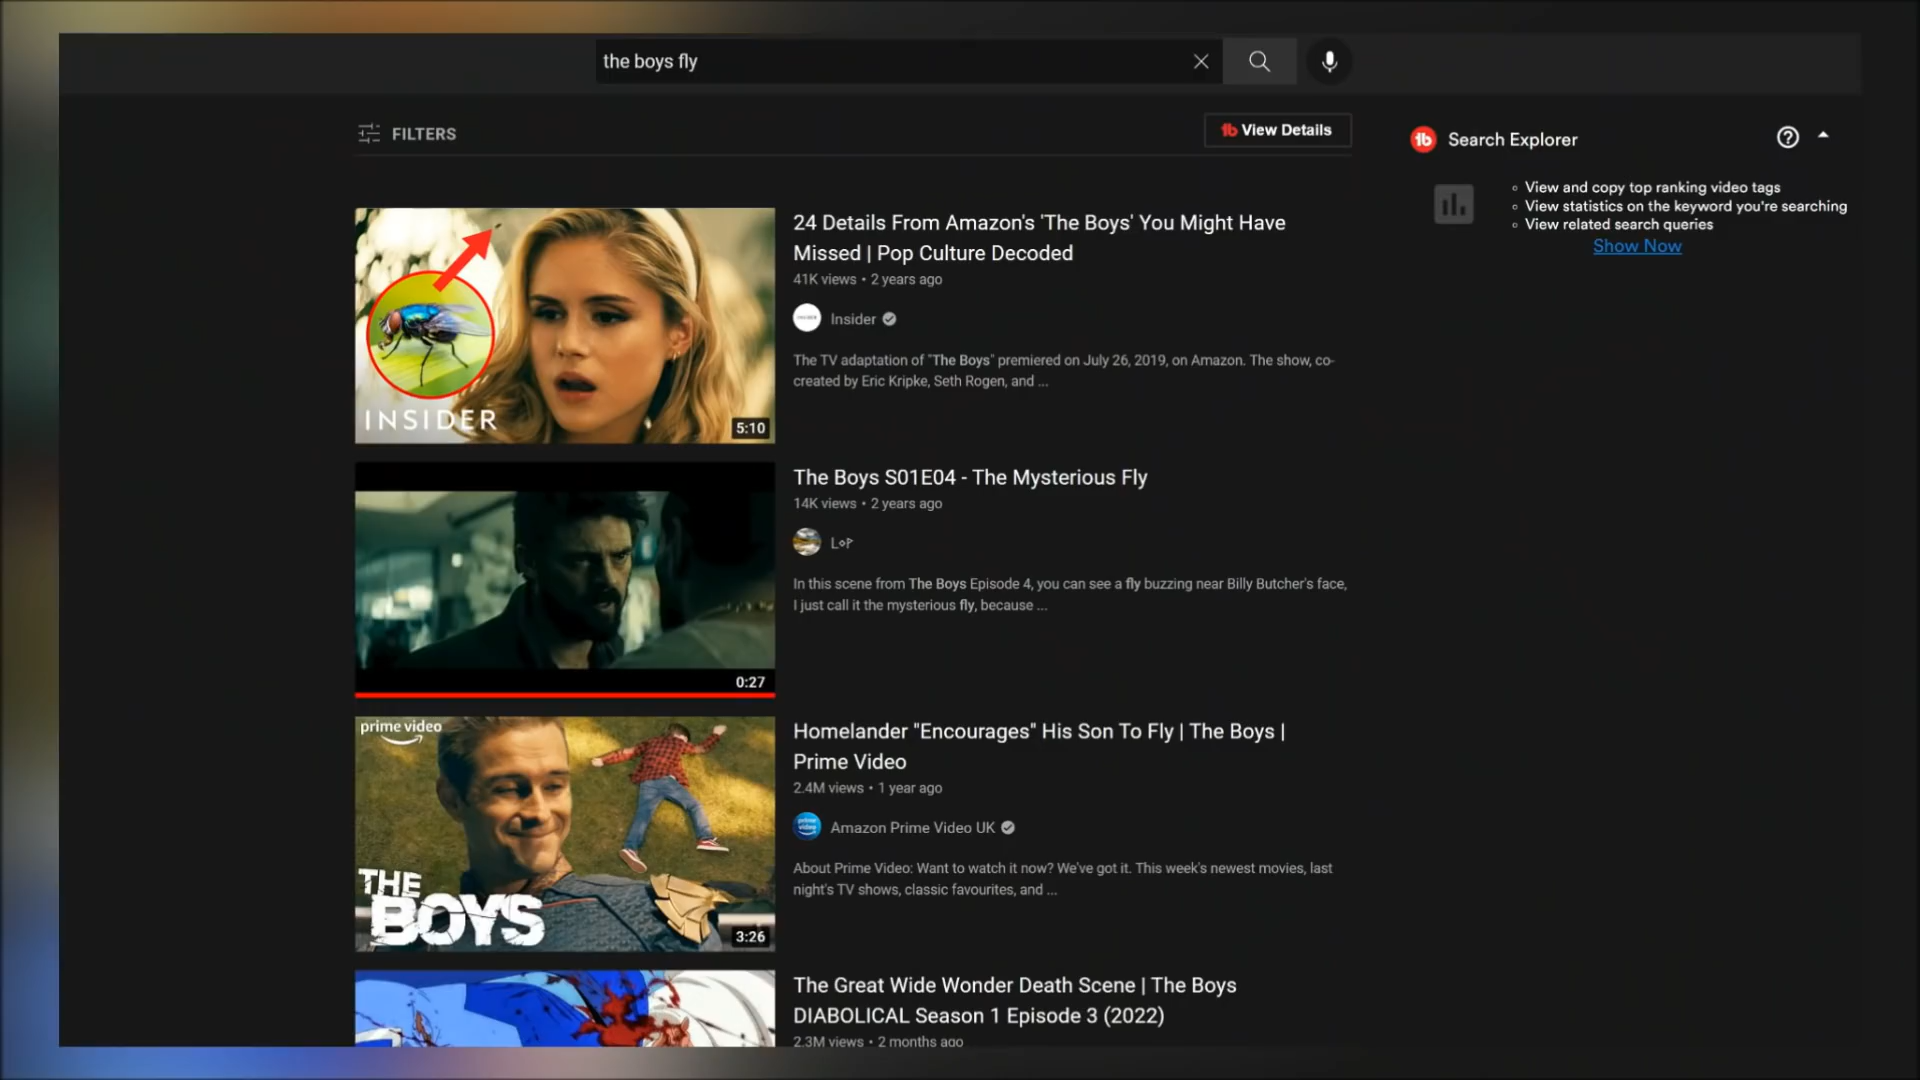 the boys fly
FILTERS
View Details
Search Explorer
View and copy top ranking video tags
View statistics on the keyword you're searching
View related search queries
Show Now
INSIDER
5:10
24 Details From Amazon's 'The Boys' You Might Have
Missed | Pop Culture Decoded
41K views • 2 years ago
Insider
The TV adaptation of "The Boys" premiered on July 26, 2019, on Amazon. The show, co-
created by Eric Kripke, Seth Rogen, and ...
0:27
The Boys S01E04 - The Mysterious Fly
14K views • 2 years ago
In this scene from The Boys Episode 4, you can see a fly buzzing near Billy Butcher's face,
I just call it the mysterious fly, because ...
prime video
THE
BOYS
3:26
Homelander "Encourages" His Son To Fly | The Boys |
Prime Video
2.4M views • 1 year ago
prime
video
Amazon Prime Video UK
About Prime Video: Want to watch it now? We've got it. This week's newest movies, last
night's TV shows, classic favourites, and ...
The Great Wide Wonder Death Scene | The Boys
DIABOLICAL Season 1 Episode 3 (2022)
2.3M views • 2 months ago